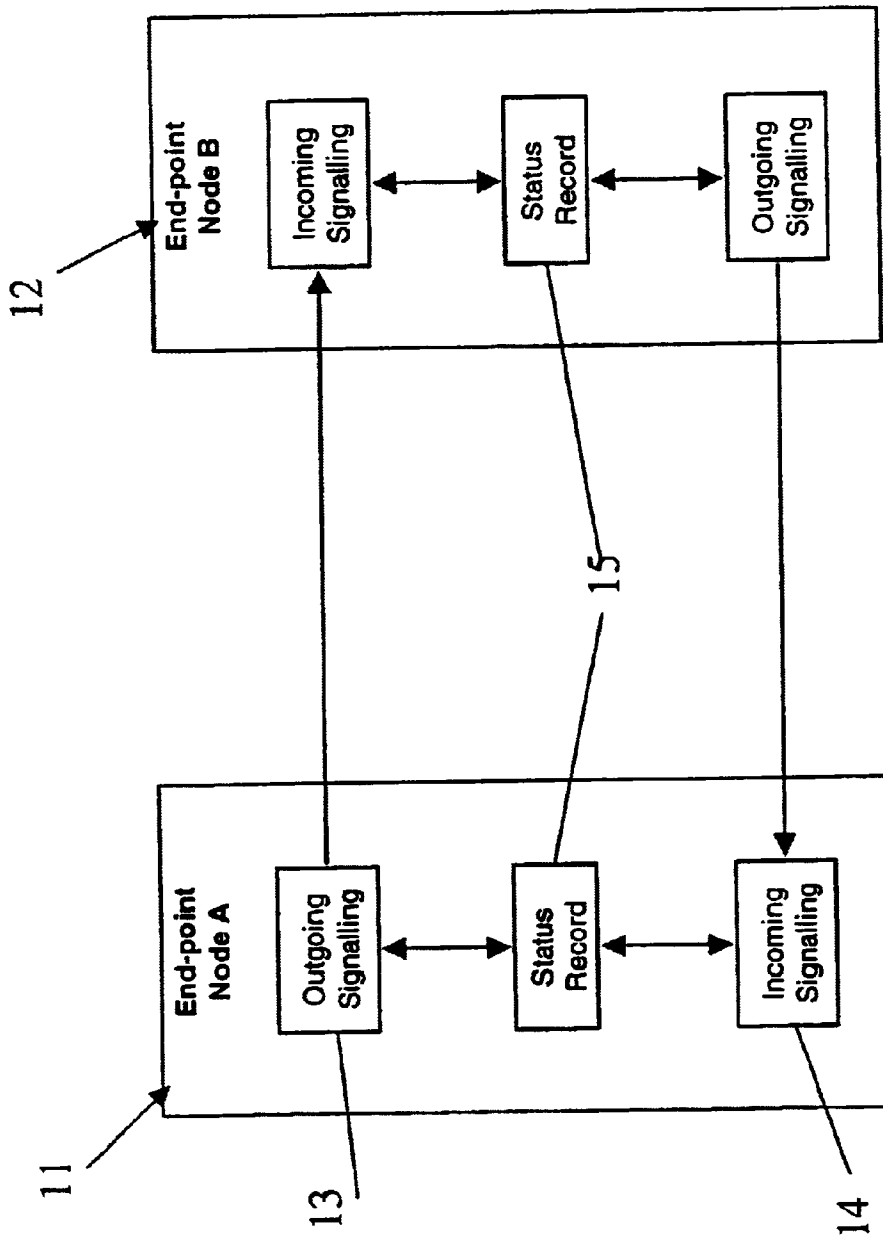 11
12
End-point
Node A
End-point
Node B
13
Outgoing
Signalling
Incoming
Signalling
Status
Record
15
Status
Record
14
Incoming
Signalling
Outgoing
Signalling